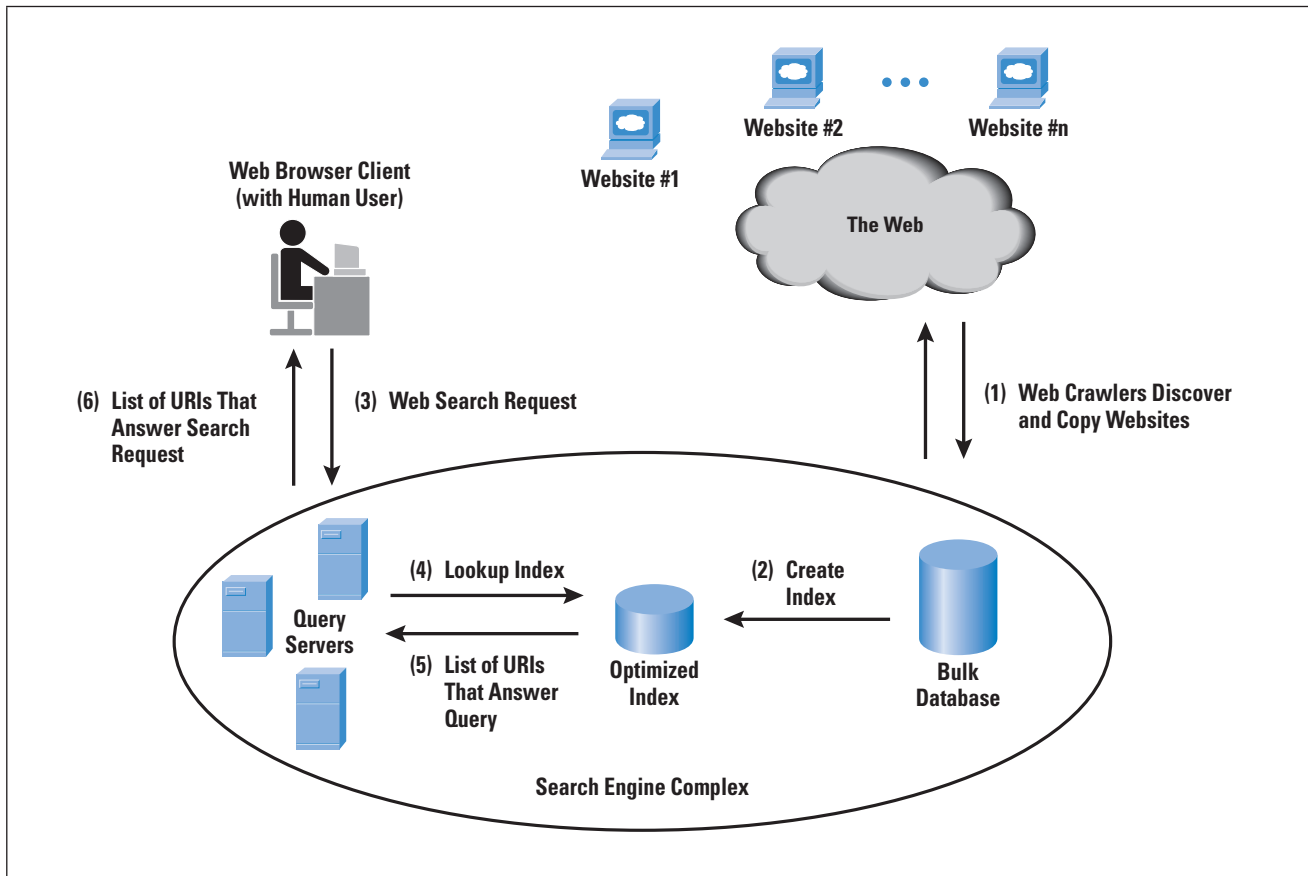 Website #1
Website #2
Website #n
Web Browser Client
(with Human User)
The Web
(6) List of URIs That
Answer Search
Request
(3) Web Search Request
(1) Web Crawlers Discover
and Copy Websites
(4) Lookup Index
(2) Create
Index
Query
Servers
(5) List of URIs
That Answer
Query
Optimized
Index
Bulk
Database
Search Engine Complex